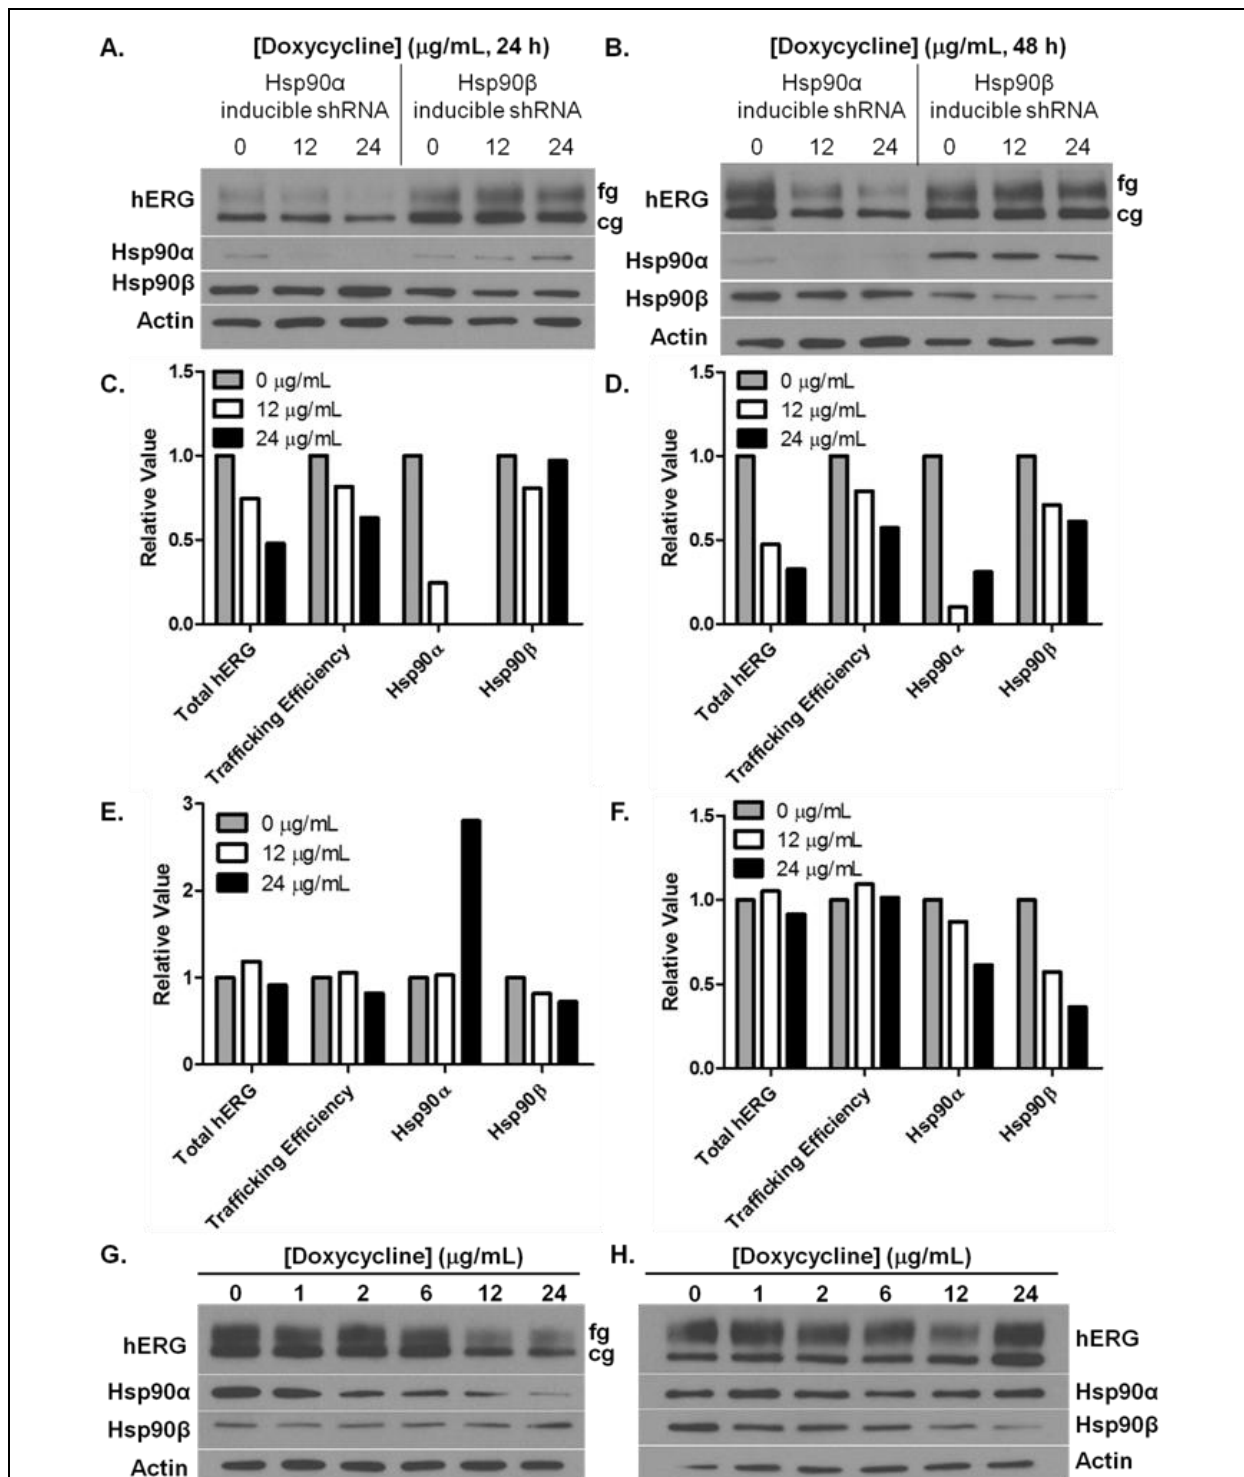 A.
[Doxycycline] (μg/mL, 24 h)
Hsp90α
inducible shRNA
Hsp90β
inducible shRNA
0 12 24 0 12 24
hERG
fg
cg
Hsp90α
Hsp90β
Actin
B.
[Doxycycline] (μg/mL, 48 h)
Hsp90α
inducible shRNA
Hsp90β
inducible shRNA
0 12 24 0 12 24
hERG
fg
cg
Hsp90α
Hsp90β
Actin
C.
1.5
1.0
0.5
0.0
Relative Value
0 μg/mL
12 μg/mL
24 μg/mL
Total hERG
Trafficking Efficiency
Hsp90α
Hsp90β
D.
1.5
1.0
0.5
0.0
Relative Value
0 μg/mL
12 μg/mL
24 μg/mL
Total hERG
Trafficking Efficiency
Hsp90α
Hsp90β
E.
3
2
1
0
Relative Value
0 μg/mL
12 μg/mL
24 μg/mL
Total hERG
Trafficking Efficiency
Hsp90α
Hsp90β
F.
1.5
1.0
0.5
0.0
Relative Value
0 μg/mL
12 μg/mL
24 μg/mL
Total hERG
Trafficking Efficiency
Hsp90α
Hsp90β
G.
[Doxycycline] (μg/mL)
0 1 2 6 12 24
hERG
fg
cg
Hsp90α
Hsp90β
Actin
H.
[Doxycycline] (μg/mL)
0 1 2 6 12 24
hERG
Hsp90α
Hsp90β
Actin